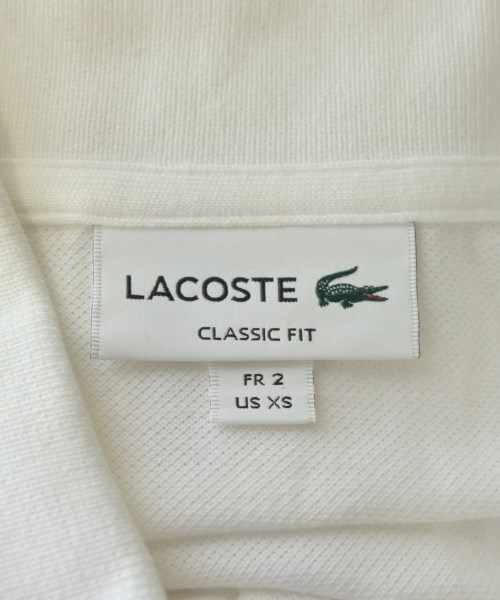 LACOSTE
CLASSIC FIT
FR 2
US XS